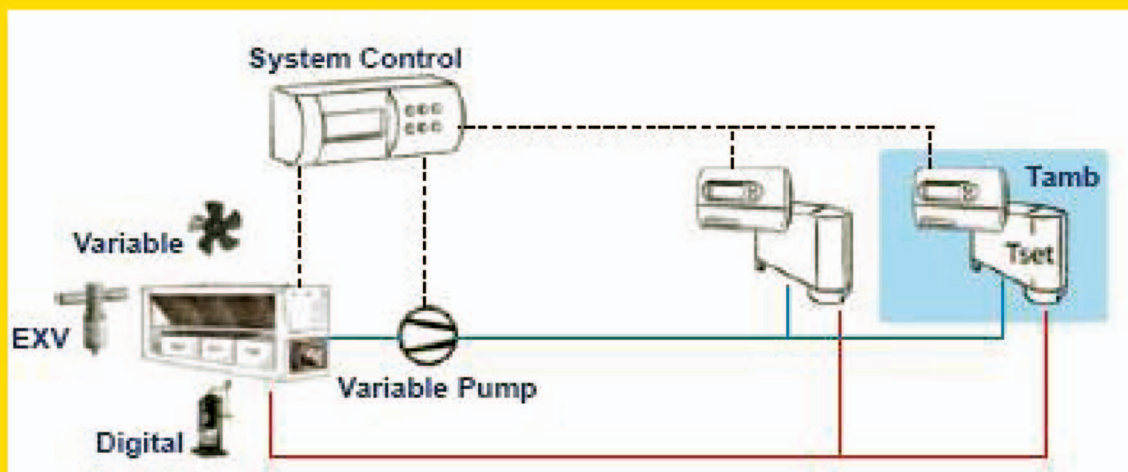 System Control
Tamb
Variable
Tset
EXV
Variable Pump
Digital